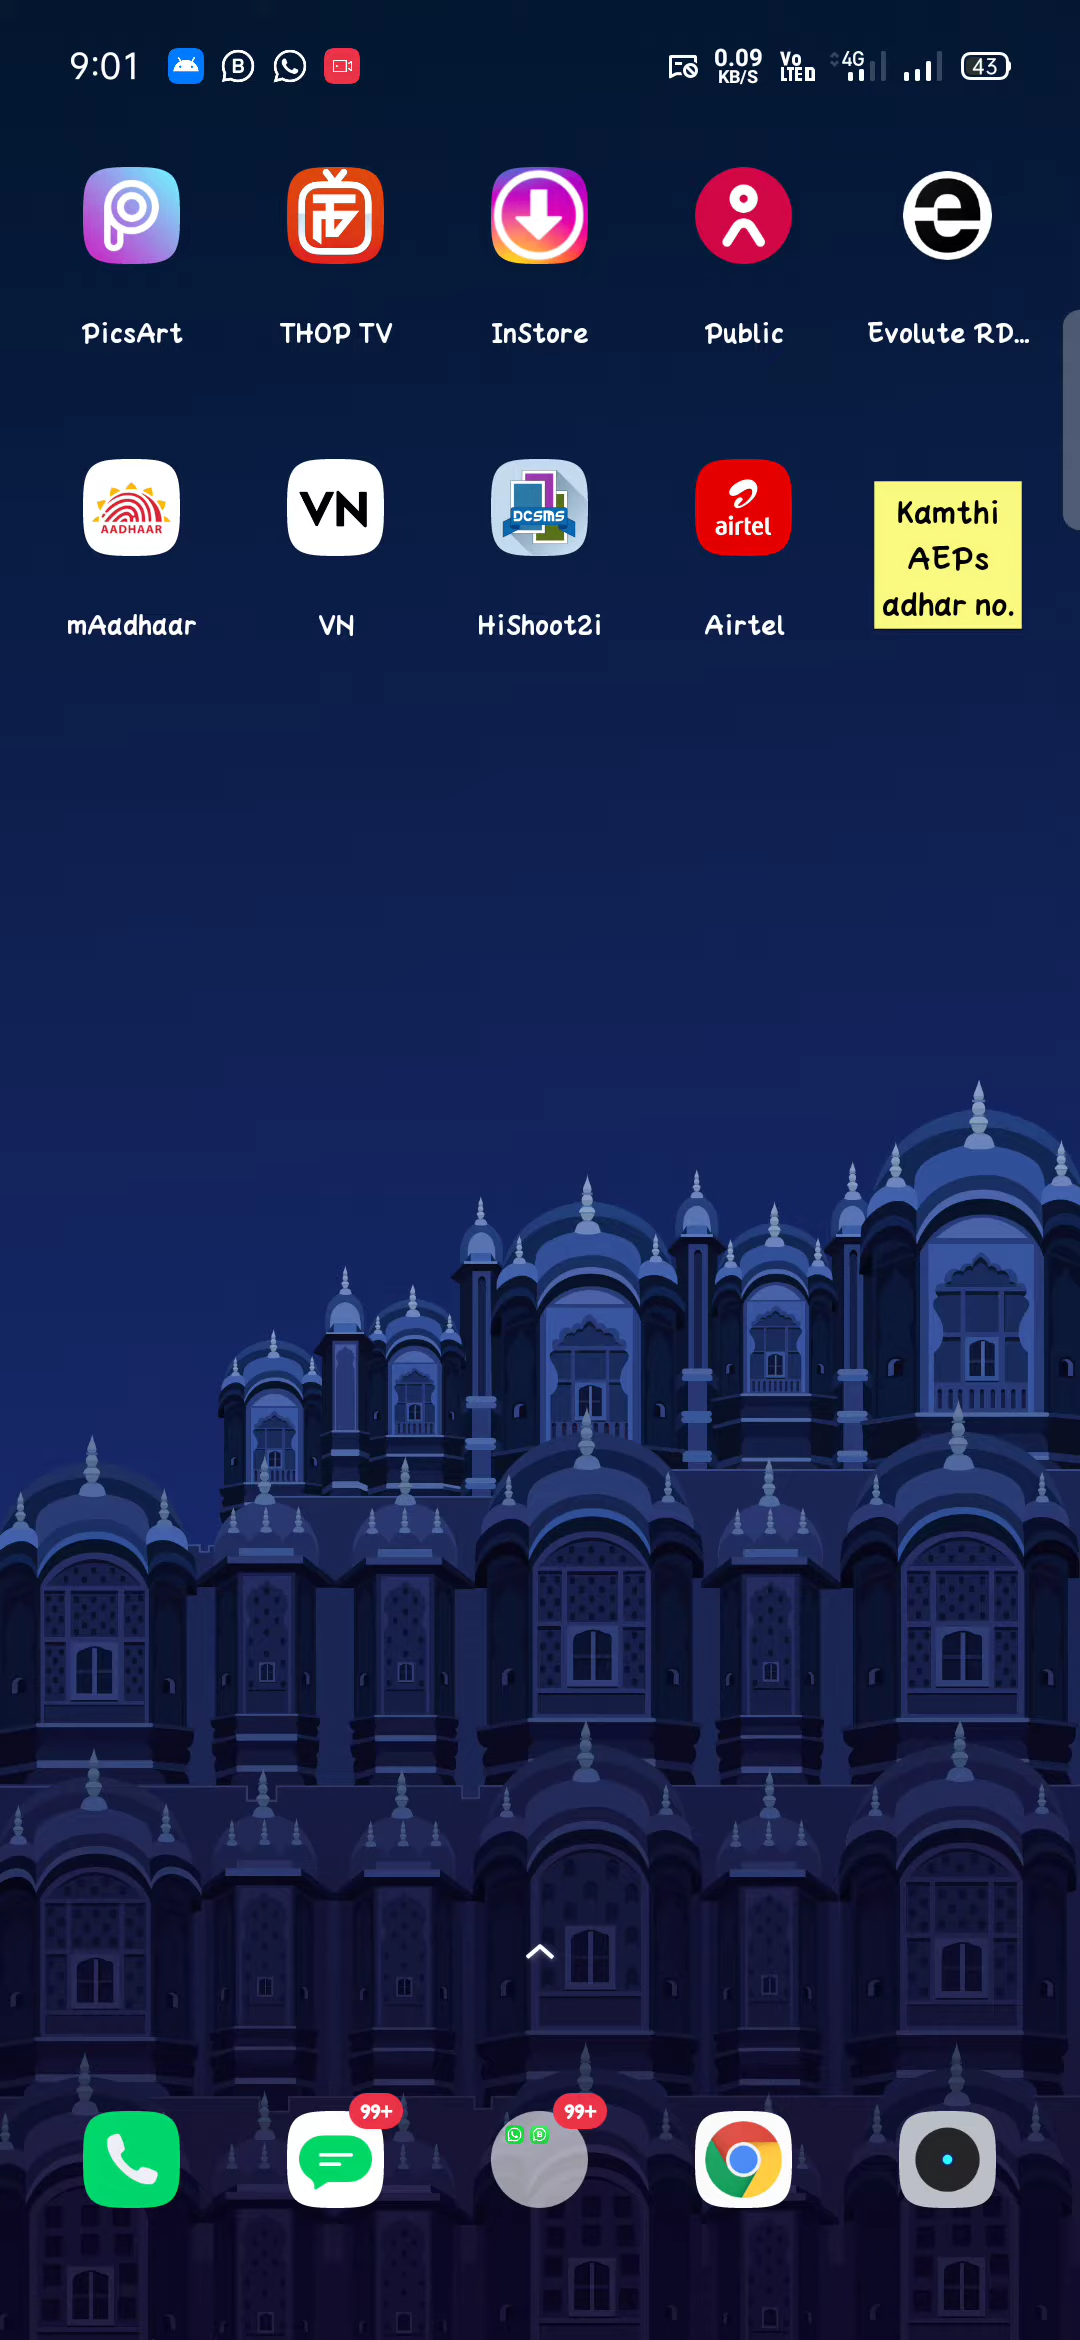 9:01
0.09 KB/S
Vo LTE
4G
43
PicsArt
THOP TV
InStore
Public
Evolute RD...
AADHAAR
VN
DCSMS
airtel
Kamthi
AEPs
adhar no.
mAadhaar
VN
HiShoot2i
Airtel
99+
99+